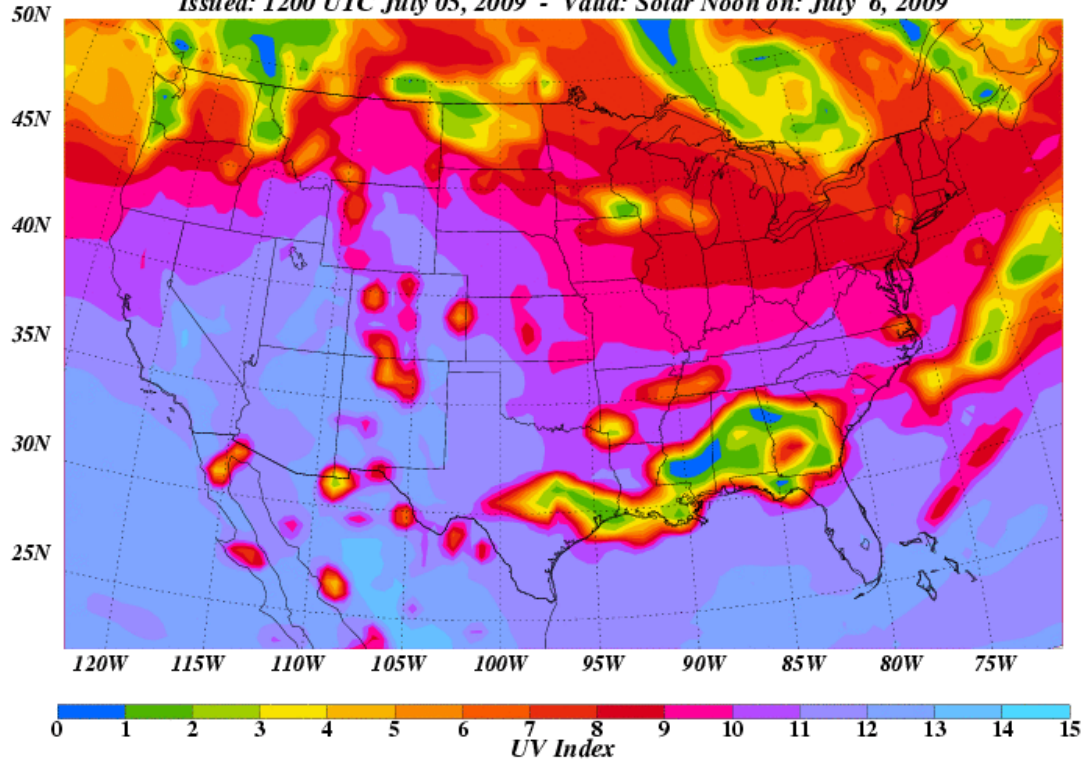 Issued: 1200 UTC July 05, 2009 - Valid: Solar Noon on: July 6, 2009
50N
45N
40N
35N
30N
25N
120W 115W 110W 105W 100W 95W 90W 85W 80W 75W
0 1 2 3 4 5 6 7 8 9 10 11 12 13 14 15
UV Index